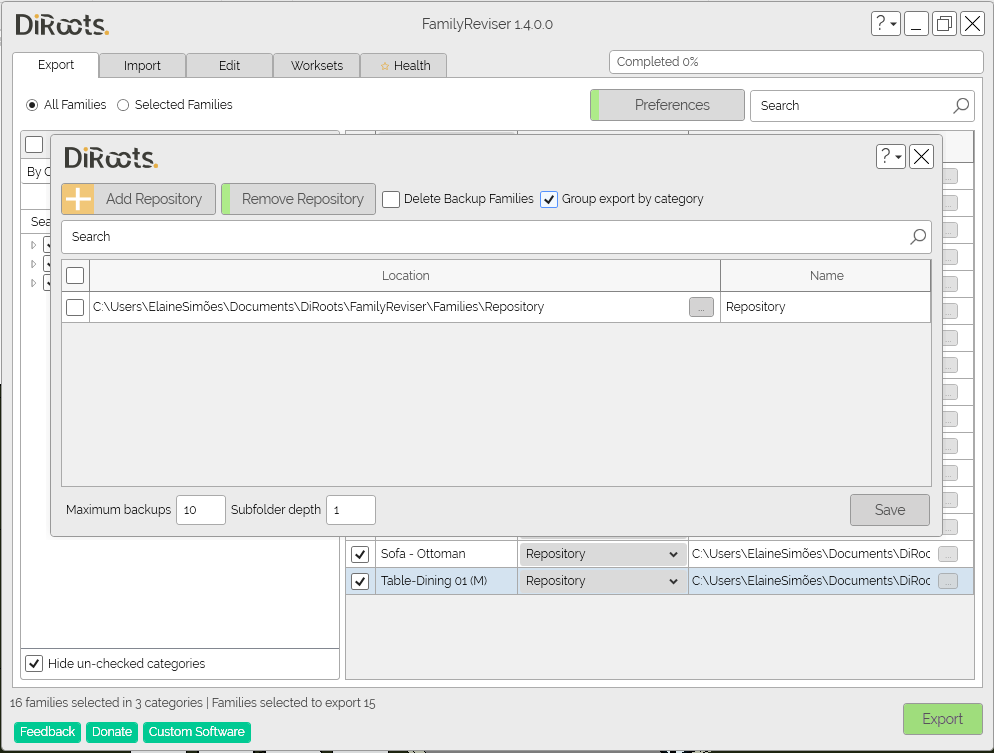 DiRoots.
FamilyReviser 1.4.0.0
?
Export
Import
Edit
Worksets
Health
Completed 0%
All Families
Selected Families
Preferences
Search
By C
Sea
DiRoots.
?
Add Repository
Remove Repository
Delete Backup Families
Group export by category
Search
Location
Name
C:\Users\ElaineSimões\Documents\DiRoots\FamilyReviser\Families\Repository
...
Repository
Maximum backups
10
Subfolder depth
1
Save
Sofa - Ottoman
Repository
C:\Users\ElaineSimões\Documents\DiRoc
...
Table-Dining 01 (M)
Repository
C:\Users\ElaineSimões\Documents\DiRoc
...
Hide un-checked categories
16 families selected in 3 categories | Families selected to export 15
Feedback
Donate
Custom Software
Export